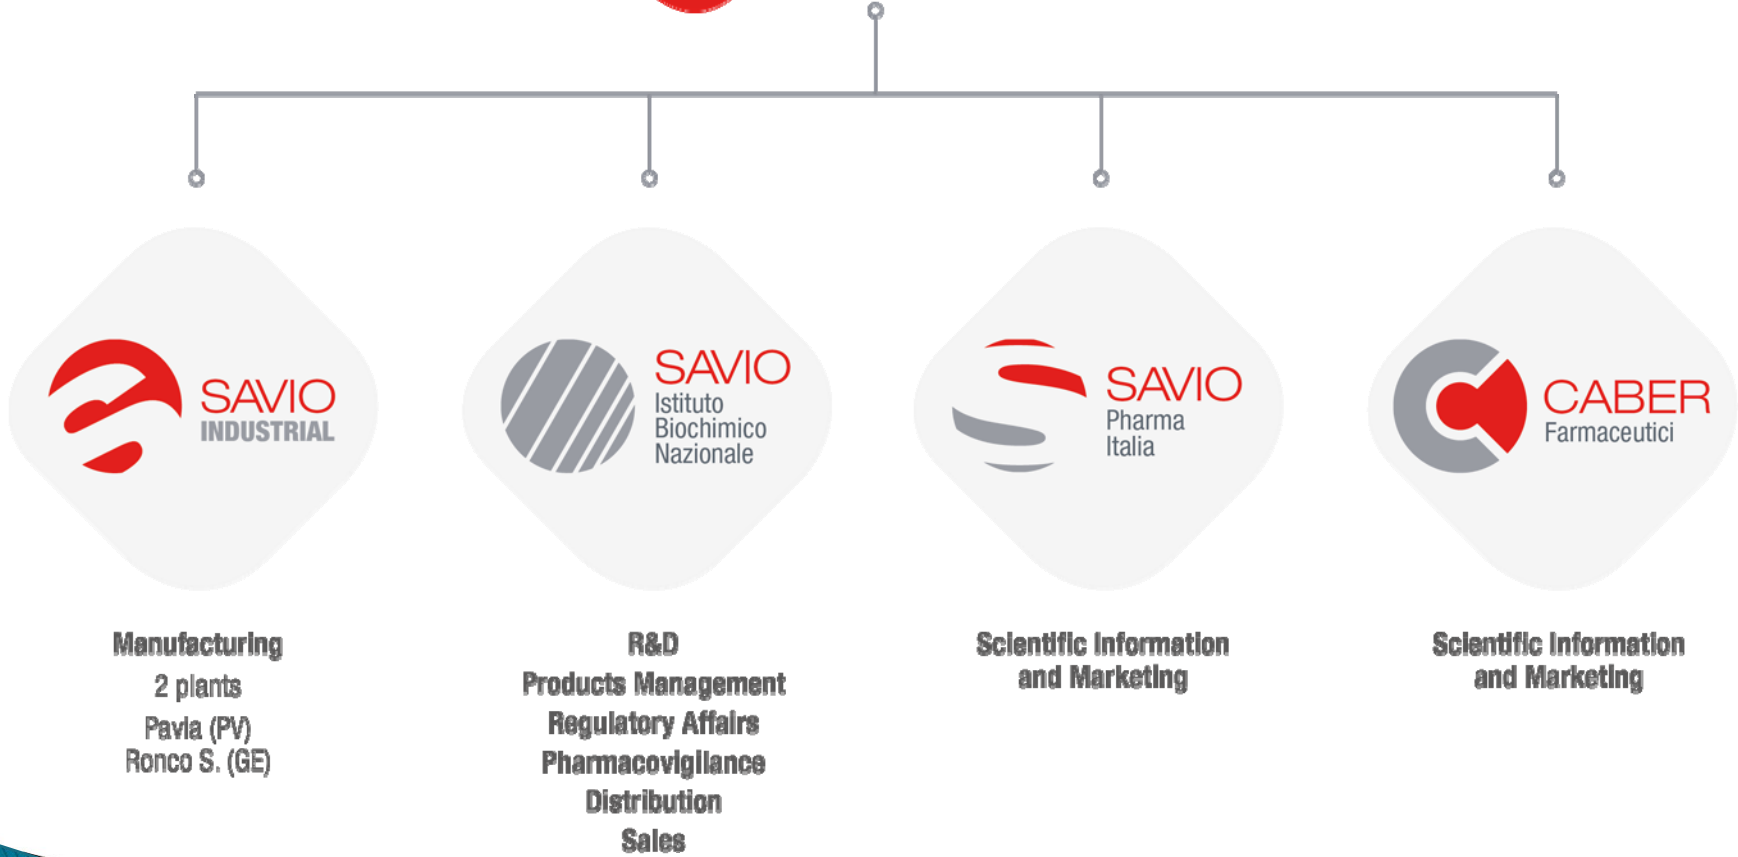 SAVIO
INDUSTRIAL
Manufacturing
2 plants
Pavia (PV)
Ronco S. (GE)
SAVIO
Istituto
Biochimico
Nazionale
R&D
Products Management
Regulatory Affairs
Pharmacovigilance
Distribution
Sales
SAVIO
Pharma
Italia
Scientific Information
and Marketing
CABER
Farmaceutici
Scientific Information
and Marketing